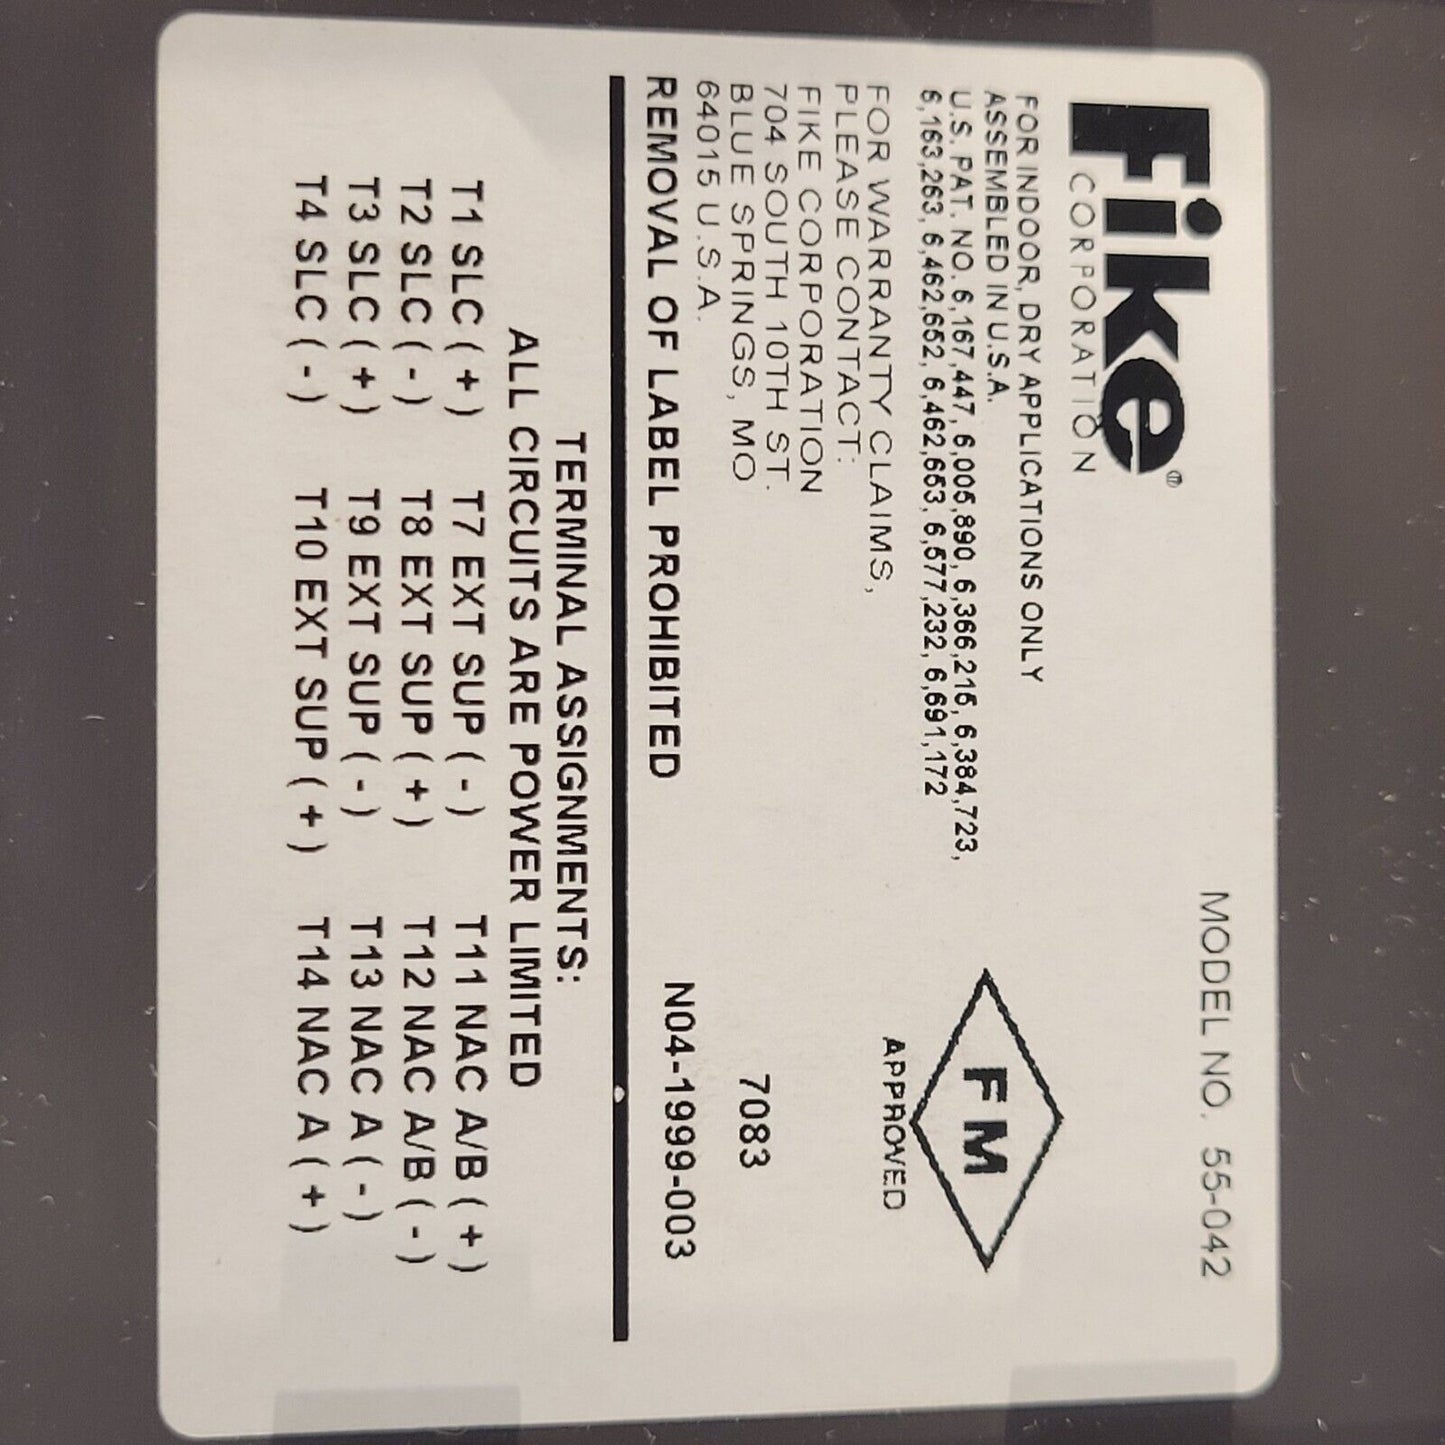 MODEL NO. 55-042
Fike®
CORPORATION
FOR INDOOR, DRY APPLICATIONS ONLY
ASSEMBLED IN U.S.A.
U.S. PAT. NO. 6,167,447, 6,005,890, 6,366,215, 6,384,723,
6,163,263, 6,462,652, 6,462,653, 6,577,232, 6,691,172
FM
APPROVED
FOR WARRANTY CLAIMS,
PLEASE CONTACT:
FIKE CORPORATION
704 SOUTH 10TH ST.
BLUE SPRINGS, MO
64015 U.S.A.
7083
REMOVAL OF LABEL PROHIBITED
N04-1999-003
TERMINAL ASSIGNMENTS:
ALL CIRCUITS ARE POWER LIMITED
T1 SLC ( + ) T7 EXT SUP ( - ) T11 NAC A/B ( + )
T2 SLC ( - ) T8 EXT SUP ( + ) T12 NAC A/B ( - )
T3 SLC ( + ) T9 EXT SUP ( - ) T13 NAC A ( - )
T4 SLC ( - ) T10 EXT SUP ( + ) T14 NAC A ( + )